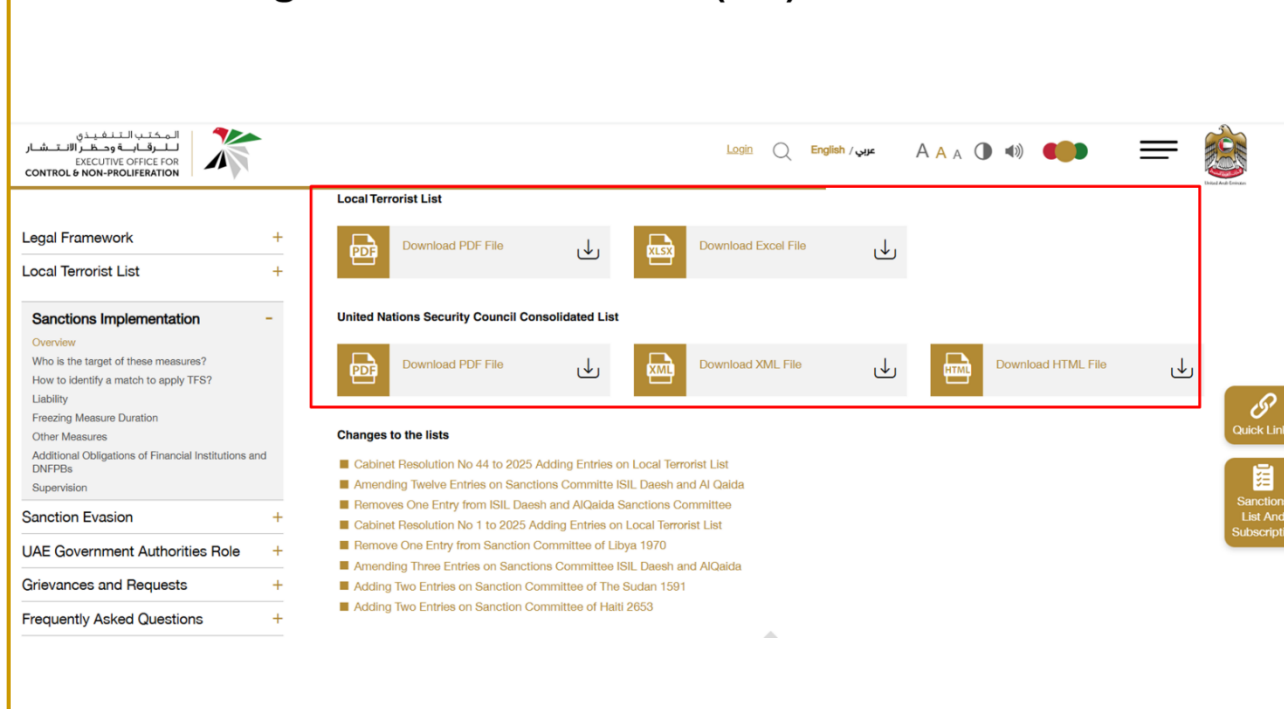 المكتب التنفيذي
للرقابة وحظر الانتشار
EXECUTIVE OFFICE FOR
CONTROL & NON-PROLIFERATION
Login
English / عربي
A A A
United Arab Emirates
Legal Framework +
Local Terrorist List +
Sanctions Implementation -
Overview
Who is the target of these measures?
How to identify a match to apply TFS?
Liability
Freezing Measure Duration
Other Measures
Additional Obligations of Financial Institutions and
DNFPBs
Supervision
Sanction Evasion +
UAE Government Authorities Role +
Grievances and Requests +
Frequently Asked Questions +
Local Terrorist List
PDF Download PDF File
XLSX Download Excel File
United Nations Security Council Consolidated List
PDF Download PDF File
XML Download XML File
HTML Download HTML File
Changes to the lists
Cabinet Resolution No 44 to 2025 Adding Entries on Local Terrorist List
Amending Twelve Entries on Sanctions Committe ISIL Daesh and Al Qaida
Removes One Entry from ISIL Daesh and AlQaida Sanctions Committee
Cabinet Resolution No 1 to 2025 Adding Entries on Local Terrorist List
Remove One Entry from Sanction Committee of Libya 1970
Amending Three Entries on Sanctions Committee ISIL Daesh and AlQaida
Adding Two Entries on Sanction Committee of The Sudan 1591
Adding Two Entries on Sanction Committee of Haiti 2653
Quick Lin
Sanction
List And
Subscripti